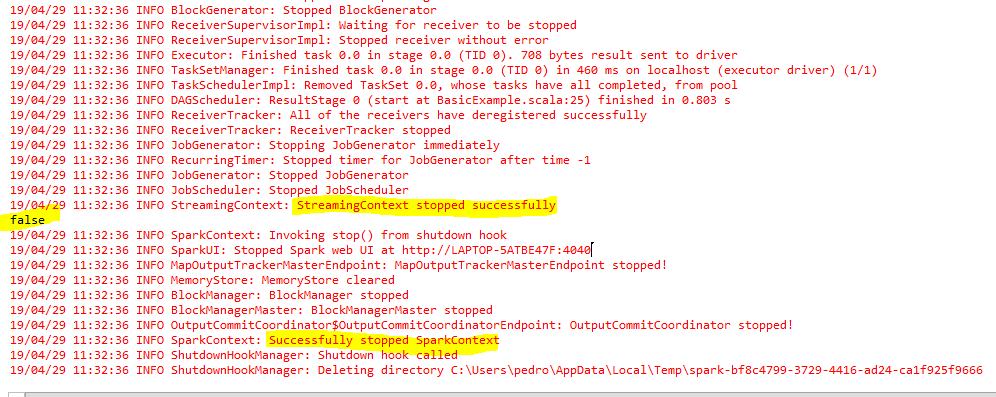 19/04/29 11:32:36 INFO BlockGenerator: Stopped BlockGenerator
19/04/29 11:32:36 INFO ReceiverSupervisorImpl: Waiting for receiver to be stopped
19/04/29 11:32:36 INFO ReceiverSupervisorImpl: Stopped receiver without error
19/04/29 11:32:36 INFO Executor: Finished task 0.0 in stage 0.0 (TID 0). 708 bytes result sent to driver
19/04/29 11:32:36 INFO TaskSetManager: Finished task 0.0 in stage 0.0 (TID 0) in 460 ms on localhost (executor driver) (1/1)
19/04/29 11:32:36 INFO TaskSchedulerImpl: Removed TaskSet 0.0, whose tasks have all completed, from pool
19/04/29 11:32:36 INFO DAGScheduler: ResultStage 0 (start at BasicExample.scala:25) finished in 0.803 s
19/04/29 11:32:36 INFO ReceiverTracker: All of the receivers have deregistered successfully
19/04/29 11:32:36 INFO ReceiverTracker: ReceiverTracker stopped
19/04/29 11:32:36 INFO JobGenerator: Stopping JobGenerator immediately
19/04/29 11:32:36 INFO RecurringTimer: Stopped timer for JobGenerator after time -1
19/04/29 11:32:36 INFO JobGenerator: Stopped JobGenerator
19/04/29 11:32:36 INFO JobScheduler: Stopped JobScheduler
19/04/29 11:32:36 INFO StreamingContext: StreamingContext stopped successfully
false
19/04/29 11:32:36 INFO SparkContext: Invoking stop() from shutdown hook
19/04/29 11:32:36 INFO SparkUI: Stopped Spark web UI at http://LAPTOP-5ATBE47F:4040
19/04/29 11:32:36 INFO MapOutputTrackerMasterEndpoint: MapOutputTrackerMasterEndpoint stopped!
19/04/29 11:32:36 INFO MemoryStore: MemoryStore cleared
19/04/29 11:32:36 INFO BlockManager: BlockManager stopped
19/04/29 11:32:36 INFO BlockManagerMaster: BlockManagerMaster stopped
19/04/29 11:32:36 INFO OutputCommitCoordinator$OutputCommitCoordinatorEndpoint: OutputCommitCoordinator stopped!
19/04/29 11:32:36 INFO SparkContext: Successfully stopped SparkContext
19/04/29 11:32:36 INFO ShutdownHookManager: Shutdown hook called
19/04/29 11:32:36 INFO ShutdownHookManager: Deleting directory C:\Users\pedro\AppData\Local\Temp\spark-bf8c4799-3729-4416-ad24-ca1f925f9666